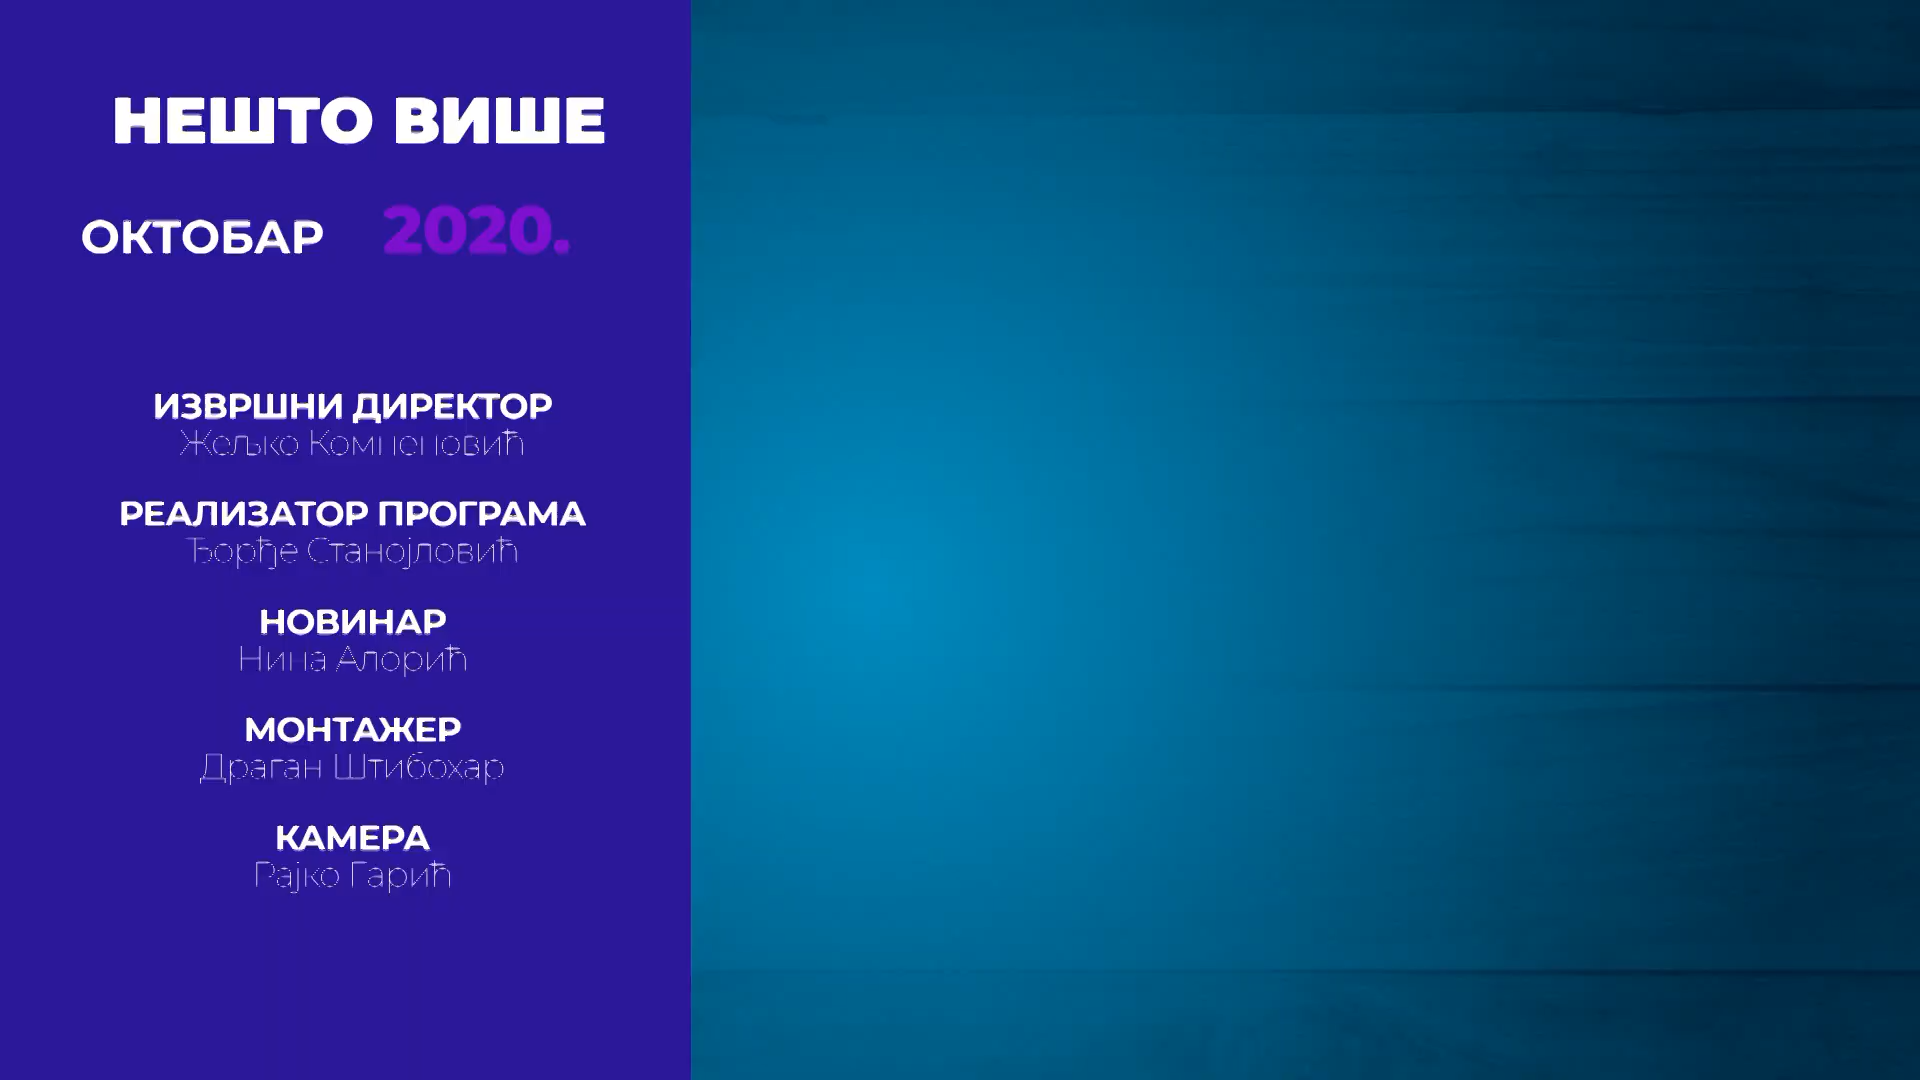 НЕШТО ВИШЕ
ОКТОБАР 2020.
ИЗВРШНИ ДИРЕКТОР
Жељко Комненовић
РЕАЛИЗАТОР ПРОГРАМА
Ђорђе Станојловић
НОВИНАР
Нина Алорић
МОНТАЖЕР
Драган Штибохар
КАМЕРА
Рајко Гарић